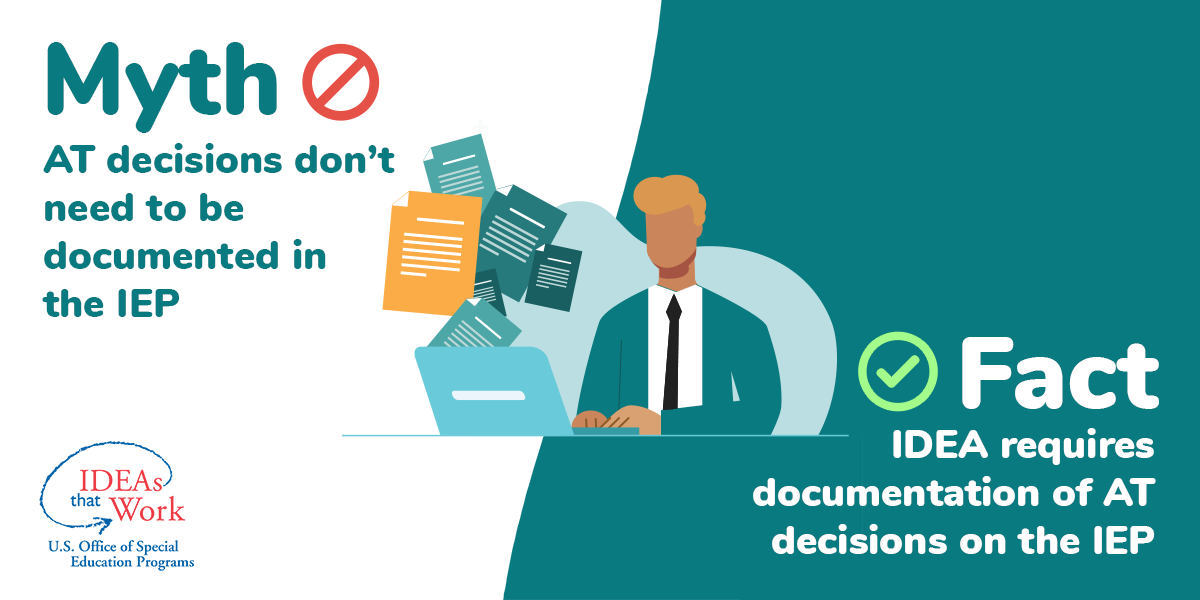 Myth
AT decisions don’t
need to be
documented in
the IEP
IDEAs
that Work
U.S. Office of Special
Education Programs
Fact
IDEA requires
documentation of AT
decisions on the IEP